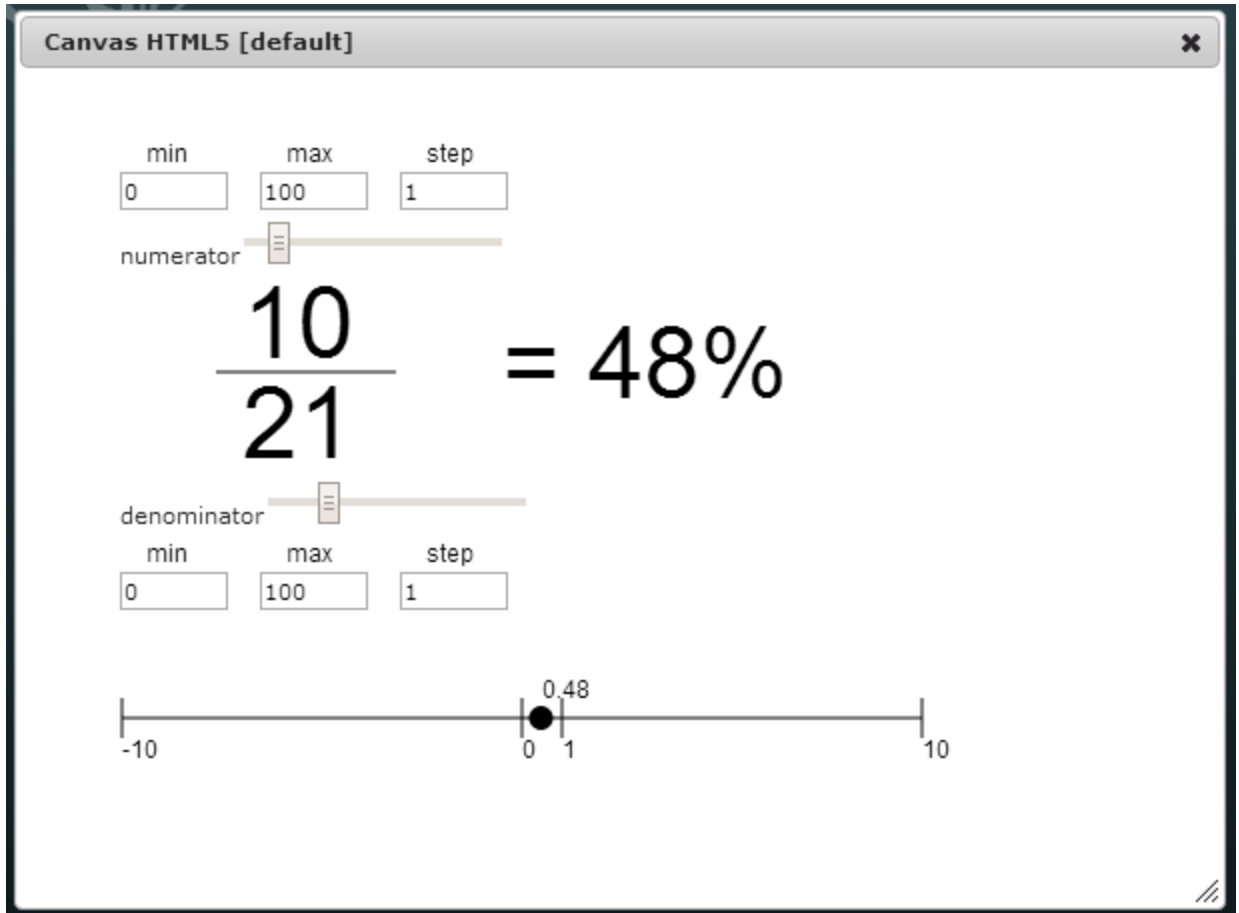 Canvas HTML5 [default]
min max step
0 100 1
numerator
10
21
= 48%
denominator
min max step
0 100 1
0.48
-10 0 1 10